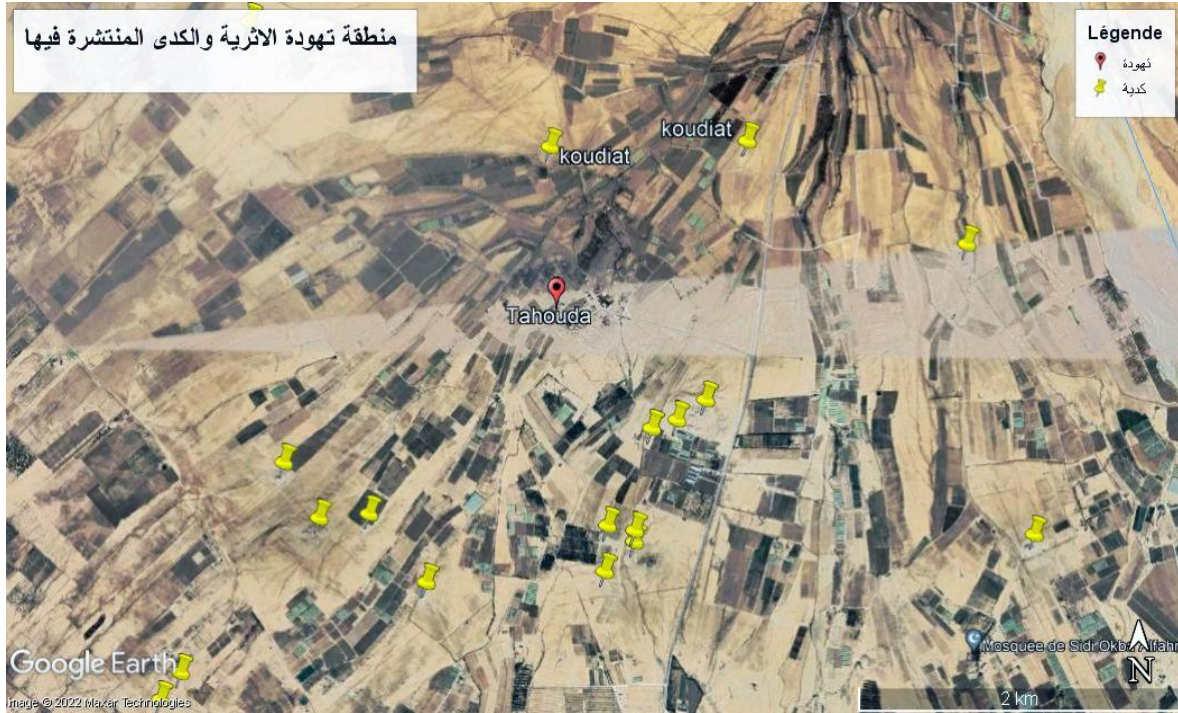 منطقة تهودة الاثرية والكدى المنتشرة فيها
Légende
تهودة
كدية
koudiat
koudiat
Tahouda
Mosquée de Sidi Okba Alfahr
Google Earth
Image © 2022 Maxar Technologies
N
2 km